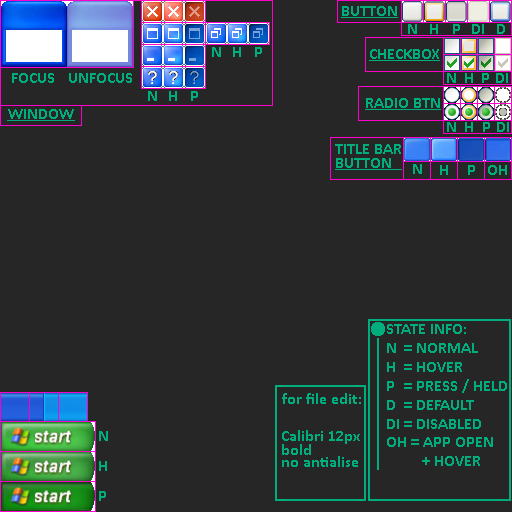 FOCUS UNFOCUS
? ? ?
N H P
N H P
WINDOW
BUTTON
N H P DI D
CHECKBOX
N H P DI
RADIO BTN
N H P DI
TITLE BAR
BUTTON
N H P OH
STATE INFO:
N = NORMAL
H = HOVER
P = PRESS / HELD
D = DEFAULT
DI = DISABLED
OH = APP OPEN
+ HOVER
for file edit:
Calibri 12px
bold
no antialise
start N
start H
start P